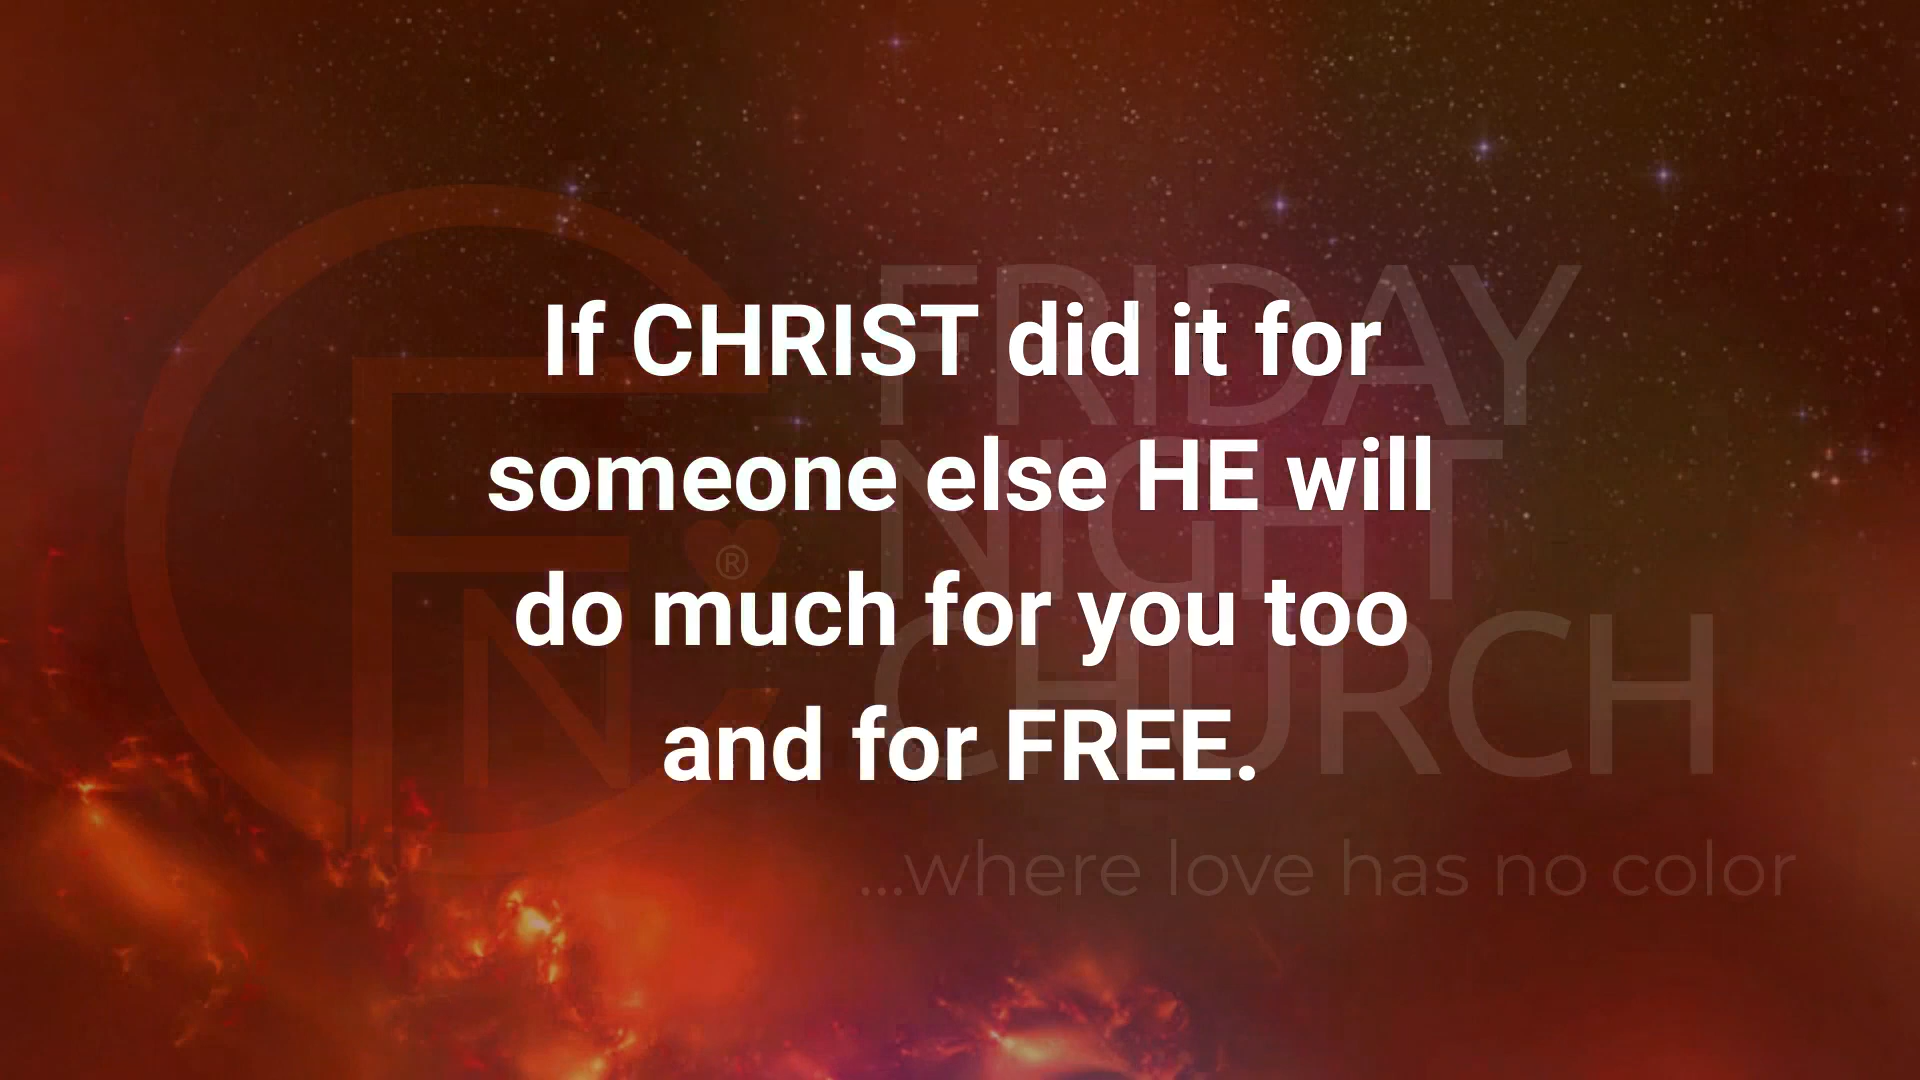 If CHRIST did it for
someone else HE will
do much for you too
and for FREE.
FRIDAY
NIGHT
CHURCH
...where love has no color
FN
®